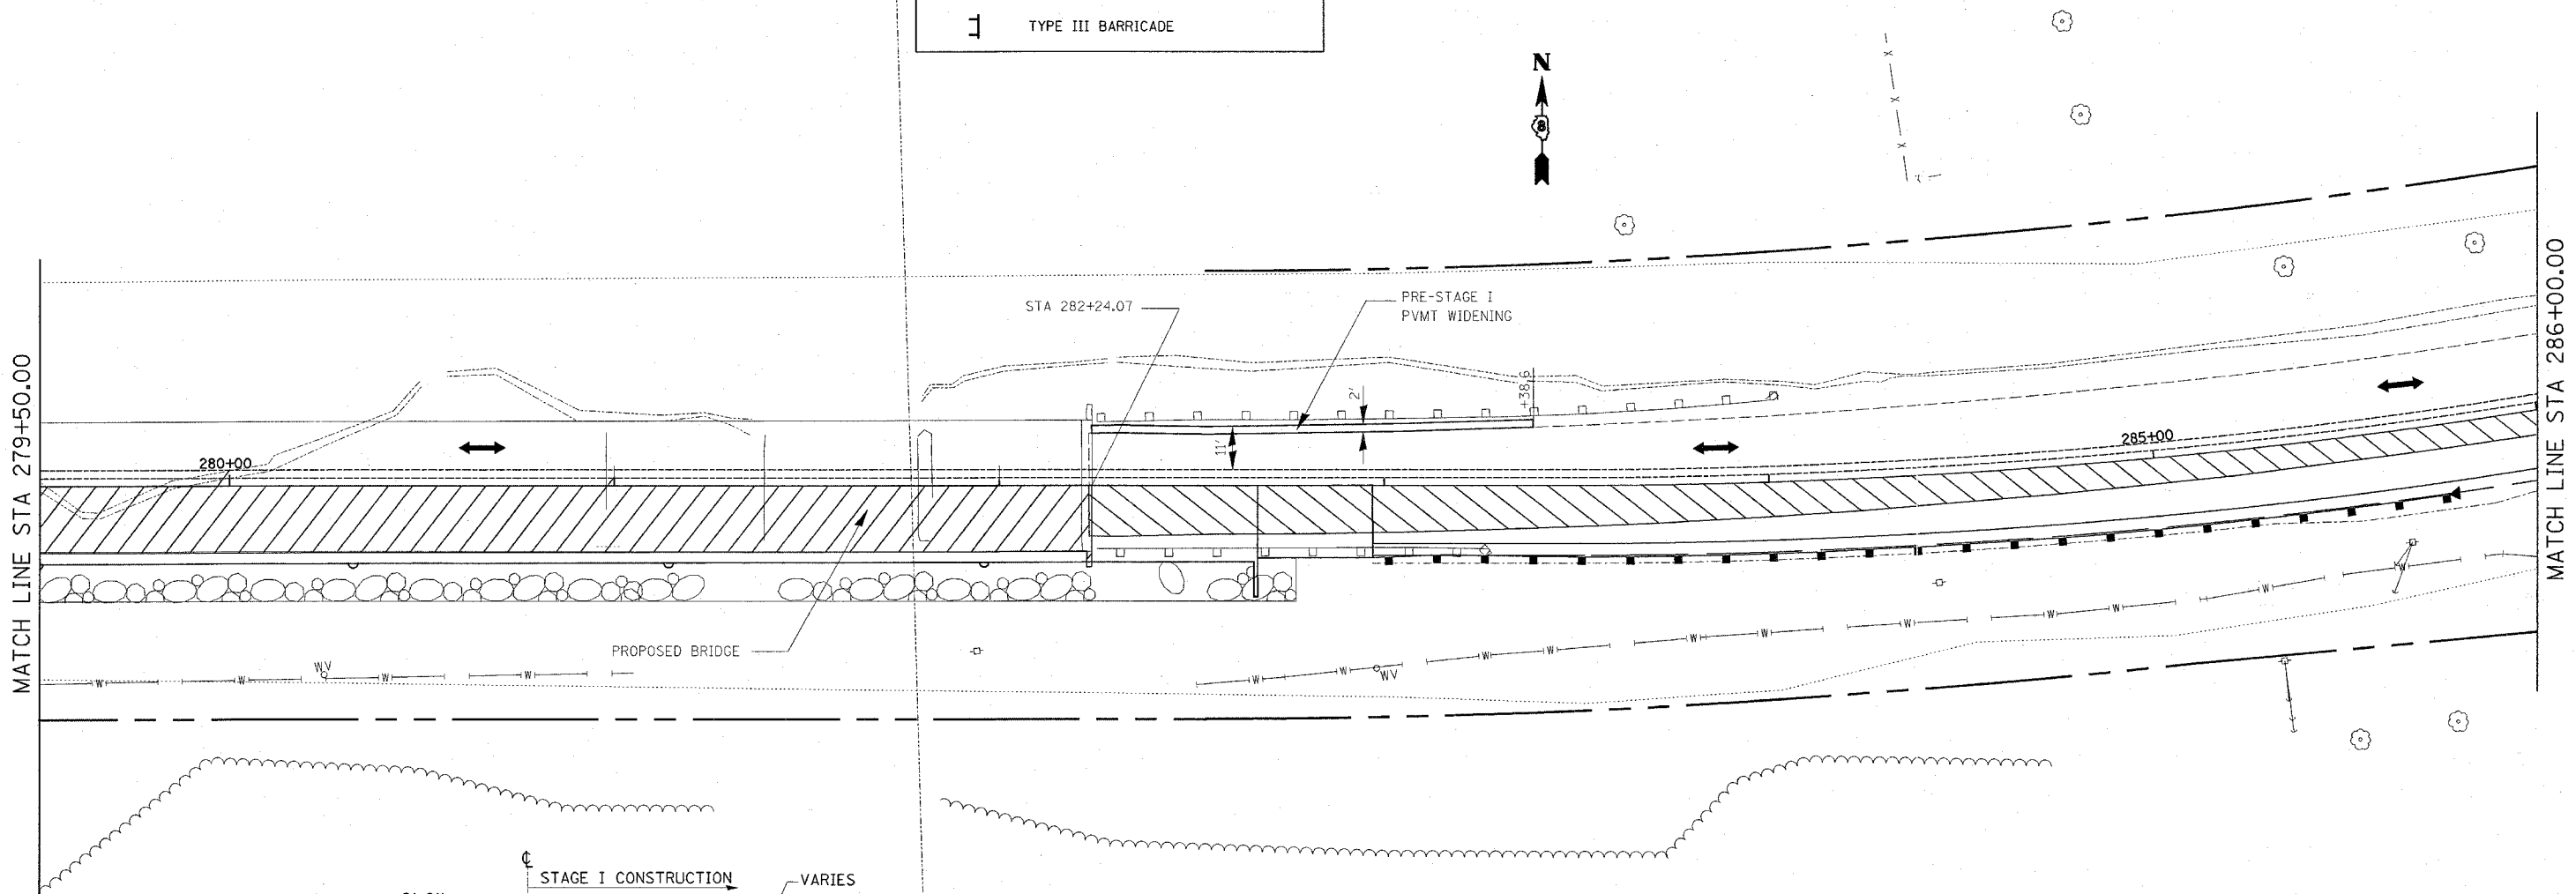 TYPE III BARRICADE
N
8
STA 282+24.07
PRE-STAGE I
PVMT WIDENING
MATCH LINE STA 279+50.00
MATCH LINE STA 286+00.00
+38.6
2'
11'
280+00
285+00
PROPOSED BRIDGE
WV
W W W W
W W W W W W W W W W
WV
X X X
STAGE I CONSTRUCTION
VARIES